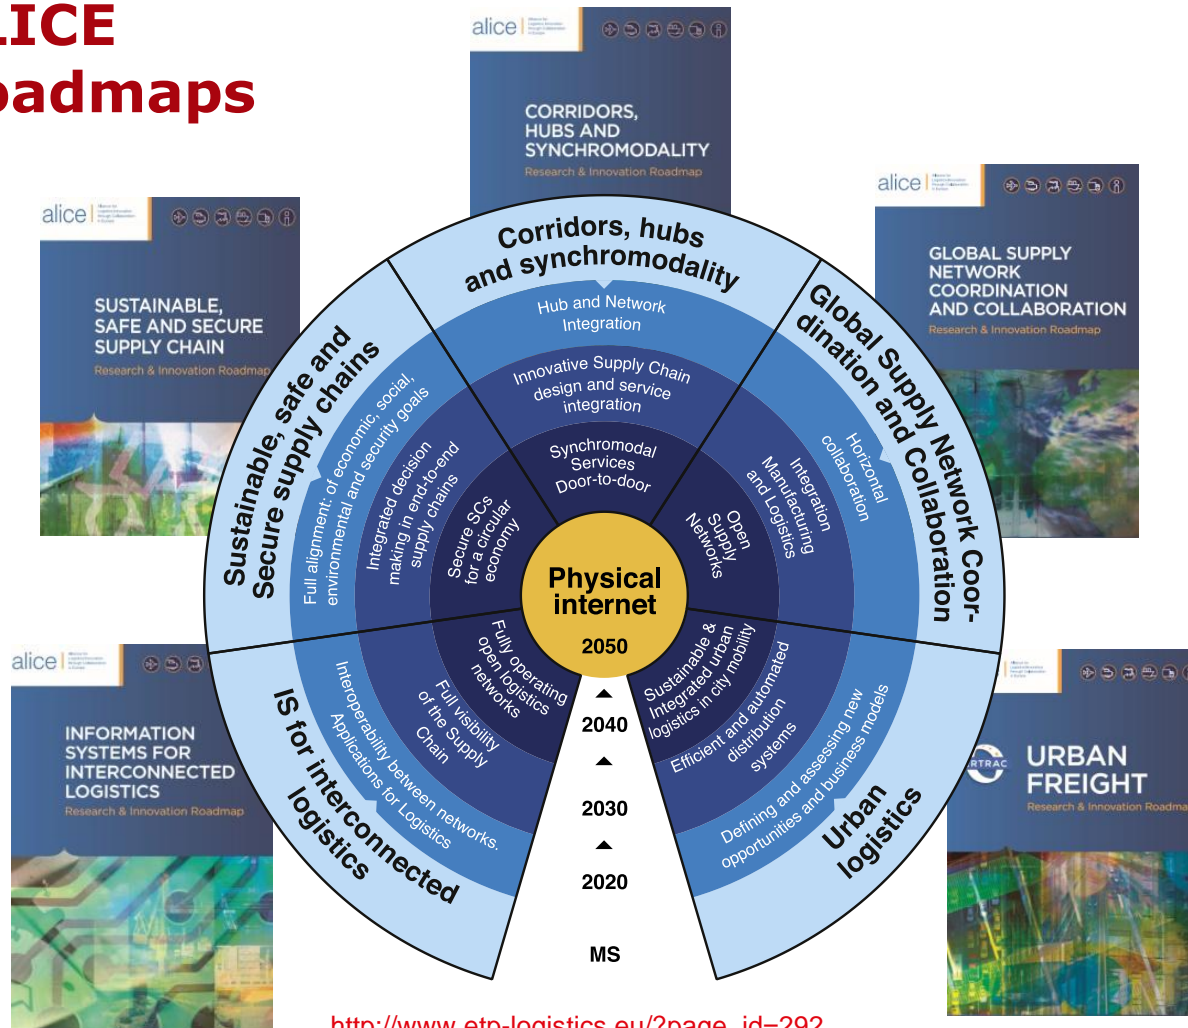 LICE
oadmaps
alice
CORRIDORS,
HUBS AND
SYNCHROMODALITY
Research & Innovation Roadmap
alice
GLOBAL SUPPLY
NETWORK
COORDINATION
AND COLLABORATION
Research & Innovation Roadmap
alice
SUSTAINABLE,
SAFE AND SECURE
SUPPLY CHAIN
Research & Innovation Roadmap
Corridors, hubs
and synchromodality
Hub and Network
Integration
Innovative Supply Chain
design and service
integration
Synchromodal
Services
Door-to-door
Global Supply Network Coor-
dination and Collaboration
Horizontal
collaboration
Integration
Manufacturing
and Logistics
Open
Supply
Networks
Sustainable, safe and
Secure supply chains
Full alignment: of economic, social,
environmental and security goals
Integrated decision
making in end-to-end
supply chains
Secure SCs
for a circular
economy
Physical
internet
2050
2040
2030
2020
MS
IS for interconnected
logistics
Interoperability between networks.
Applications for Logistics
Full visibility
of the Supply
Chain
Fully operating
open logistics
networks
Urban
logistics
Defining and assessing new
opportunities and business models
Efficient and automated
distribution
systems
Sustainable &
Integrated urban
logistics in city mobility
alice
INFORMATION
SYSTEMS FOR
INTERCONNECTED
LOGISTICS
Research & Innovation Roadmap
RTRAC
URBAN
FREIGHT
Research & Innovation Roadma
http://www.etp-logistics.eu/?page_id=292